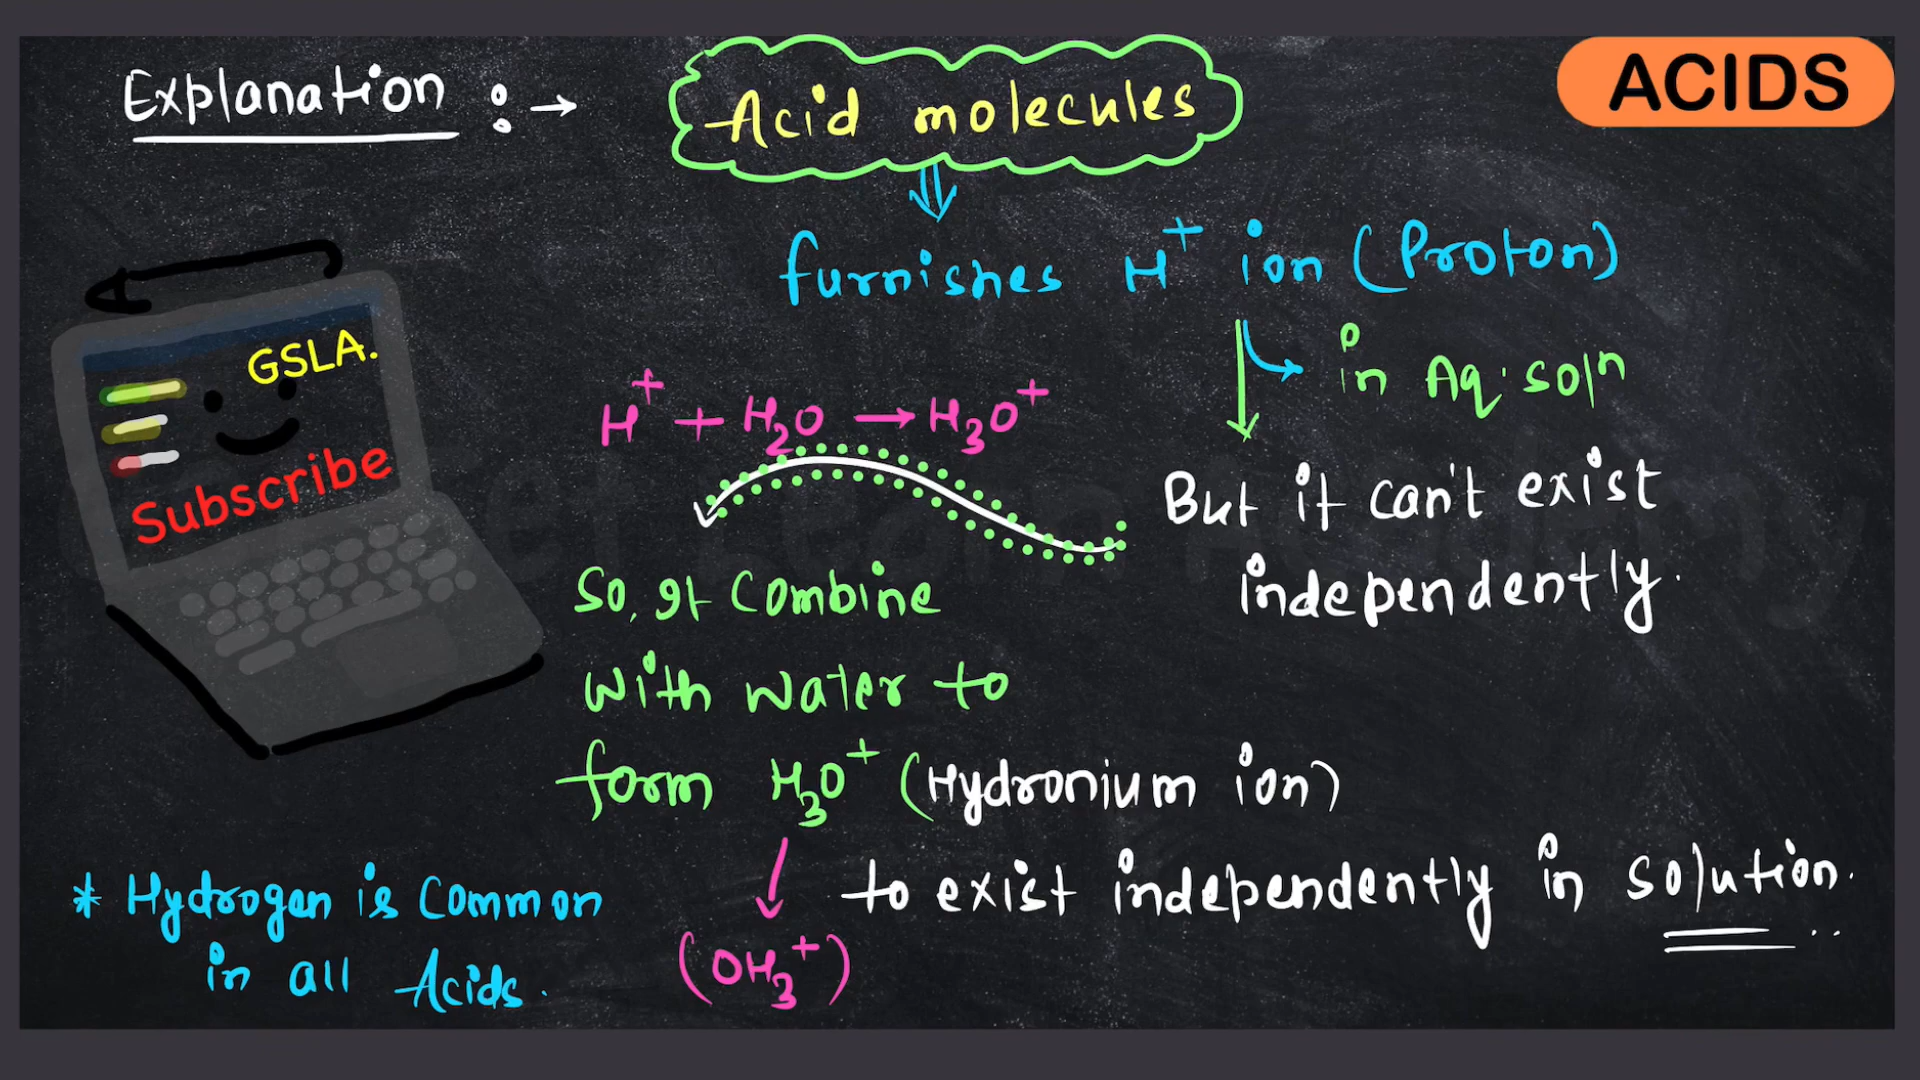 Explanation :→ Acid molecules
ACIDS
⇓
furnishes H⁺ ion (Proton)
in Aq. soln
GSLA.
Subscribe
H⁺ + H₂O → H₃O⁺
But it can't exist
independently.
So, It Combine
with water to
form H₃O⁺ (Hydronium ion)
to exist independently in solution.
(OH₃⁺)
* Hydrogen is Common
in all Acids.